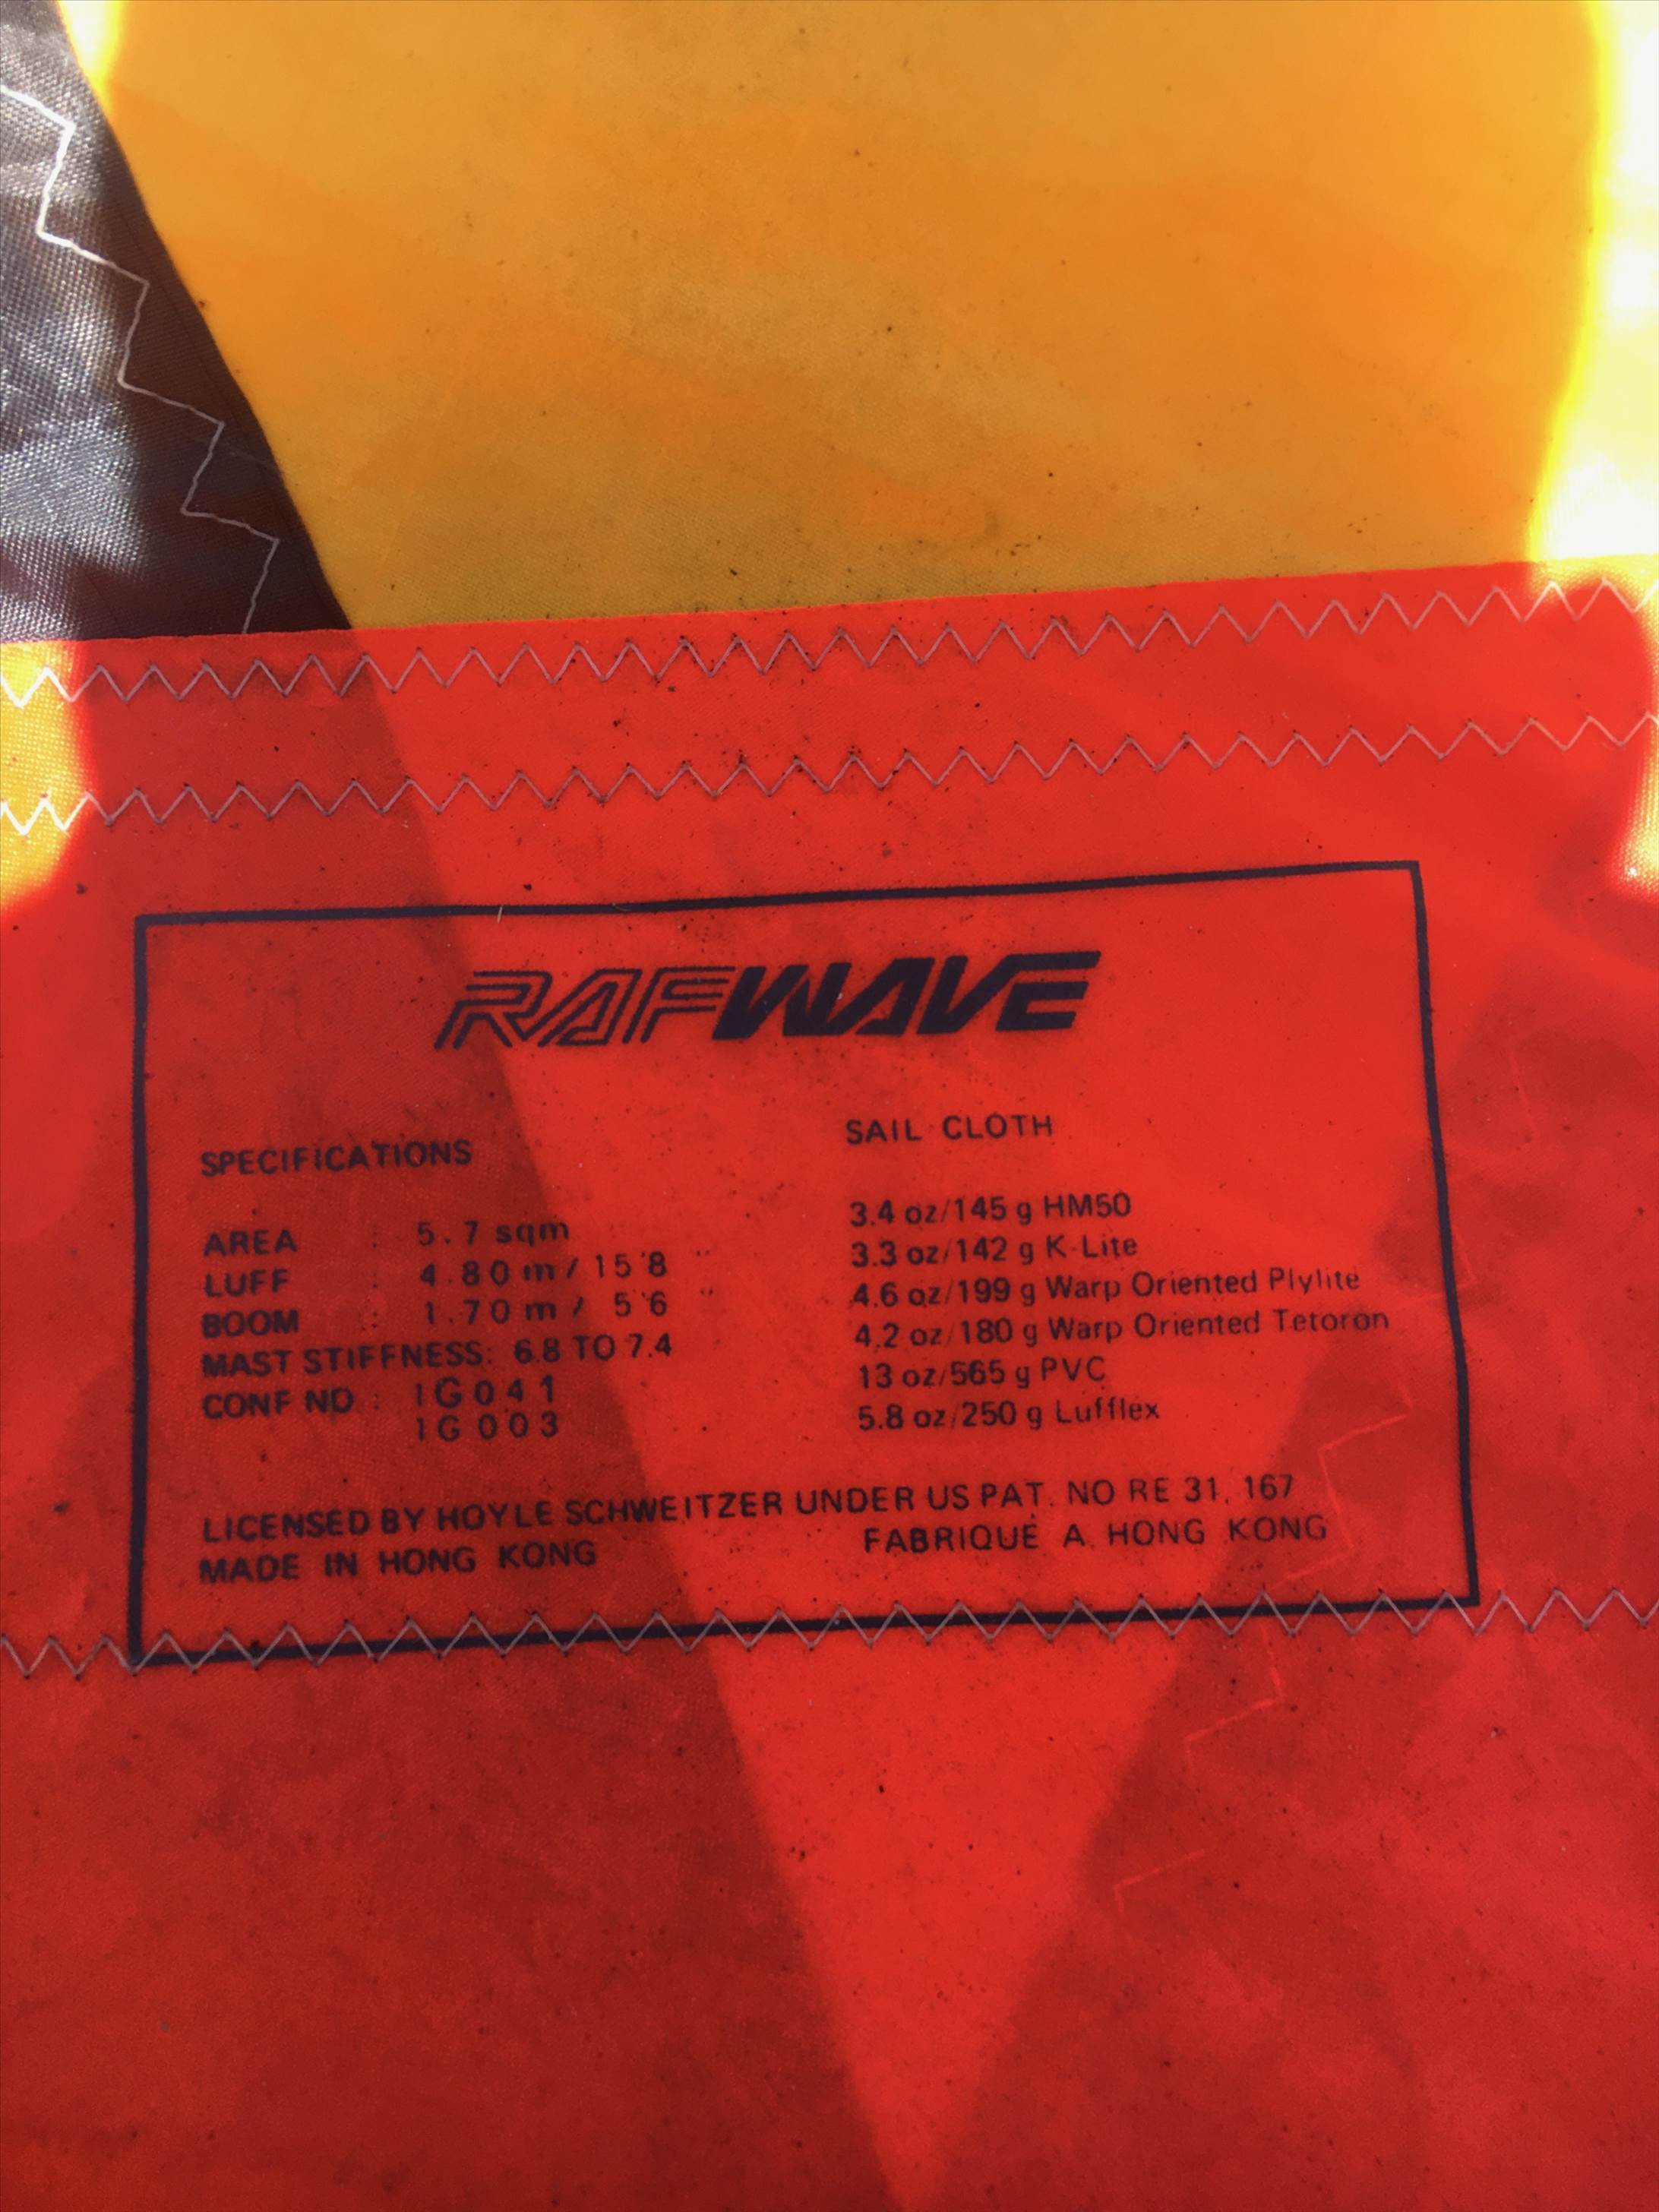 RAFWAVE
SPECIFICATIONS
AREA : 5.7 sqm
LUFF : 4.80 m / 15'8"
BOOM : 1.70 m / 5'6"
MAST STIFFNESS: 6.8 TO 7.4
CONF ND : 1G041
1G003
SAIL CLOTH
3.4 oz/145 g HM50
3.3 oz/142 g K-Lite
4.6 oz/199 g Warp Oriented Plylite
4.2 oz/180 g Warp Oriented Tetoron
13 oz/565 g PVC
5.8 oz/250 g Lufflex
LICENSED BY HOYLE SCHWEITZER UNDER US PAT. NO RE 31, 167
MADE IN HONG KONG FABRIQUÉ A HONG KONG